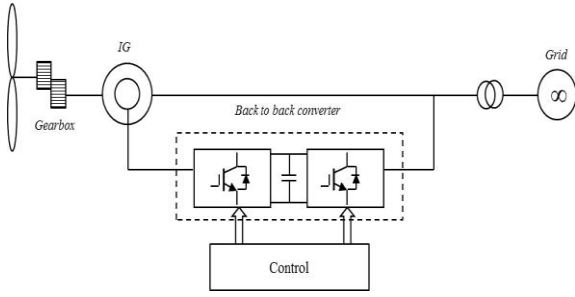 IG
Grid
∞
Gearbox
Back to back converter
Control